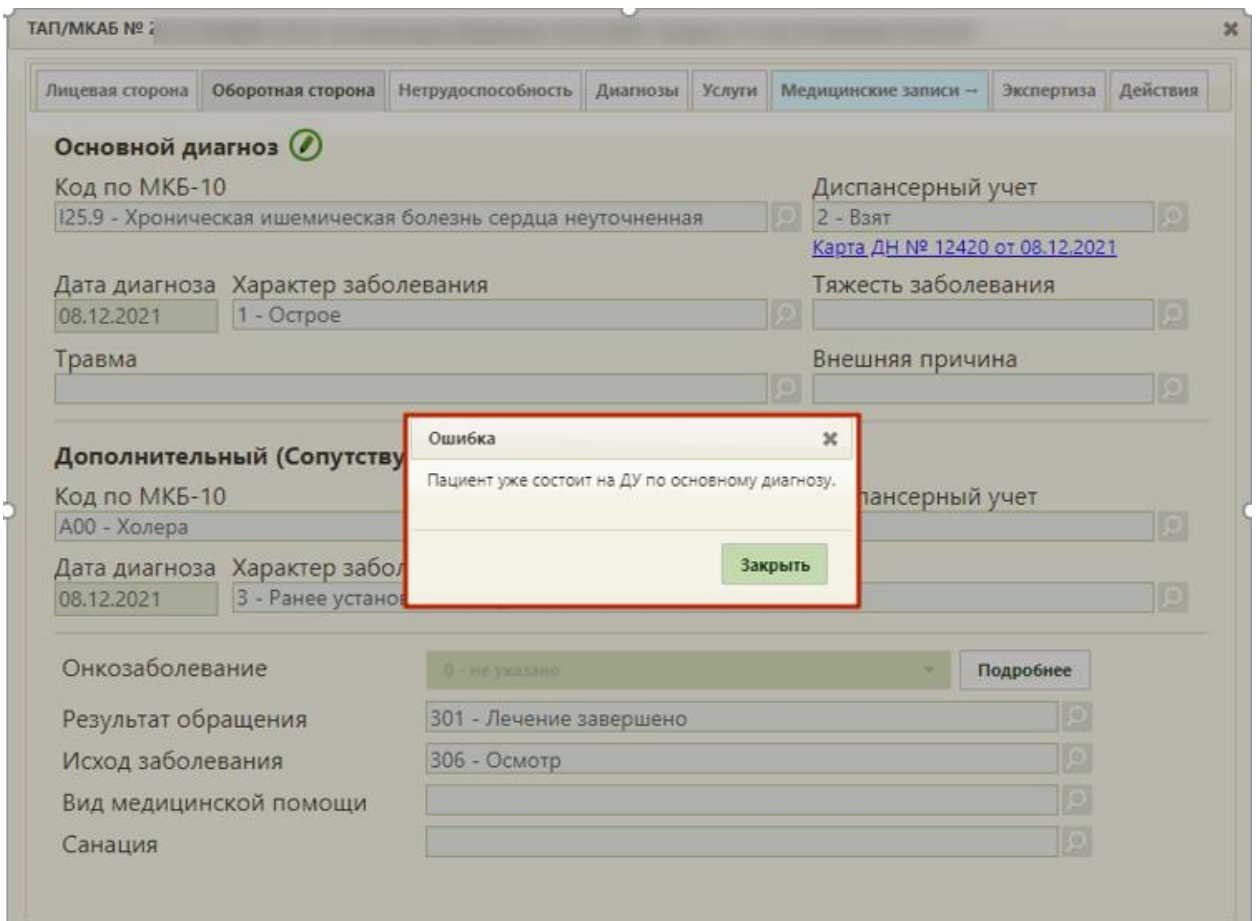 ТАП/МКАБ № 2
Лицевая сторона Оборотная сторона Нетрудоспособность Диагнозы Услуги Медицинские записи → Экспертиза Действия
Основной диагноз
Код по МКБ-10 Диспансерный учет
I25.9 - Хроническая ишемическая болезнь сердца неуточненная 2 - Взят
Карта ДН № 12420 от 08.12.2021
Дата диагноза Характер заболевания Тяжесть заболевания
08.12.2021 1 - Острое
Травма Внешняя причина
Ошибка
Пациент уже состоит на ДУ по основному диагнозу.
Закрыть
Дополнительный (Сопутству
Код по МКБ-10 пансерный учет
A00 - Холера
Дата диагноза Характер забол
08.12.2021 3 - Ранее устано
Онкозаболевание 0 - не указано Подробнее
Результат обращения 301 - Лечение завершено
Исход заболевания 306 - Осмотр
Вид медицинской помощи
Санация